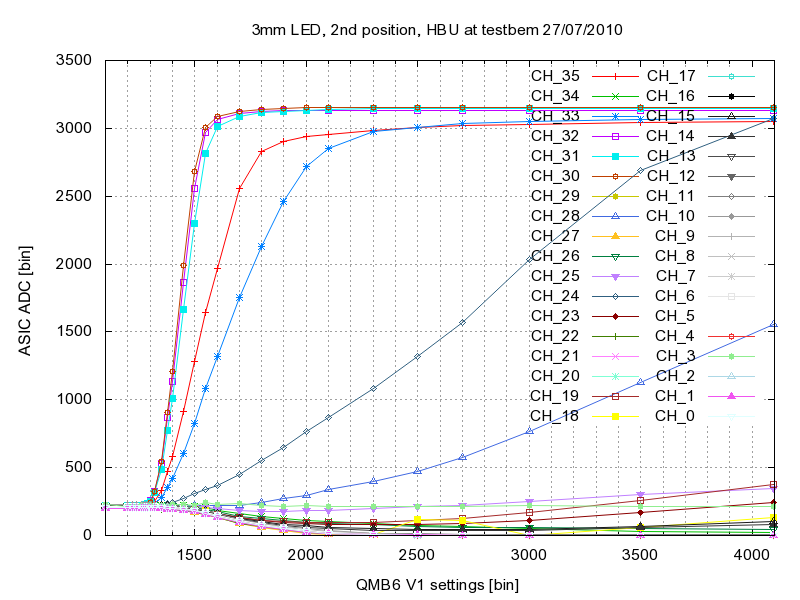 3mm LED, 2nd position, HBU at testbem 27/07/2010
3500
3000
2500
2000
1500
1000
500
0
ASIC ADC [bin]
CH_35 CH_17
CH_34 CH_16
CH_33 CH_15
CH_32 CH_14
CH_31 CH_13
CH_30 CH_12
CH_29 CH_11
CH_28 CH_10
CH_27 CH_9
CH_26 CH_8
CH_25 CH_7
CH_24 CH_6
CH_23 CH_5
CH_22 CH_4
CH_21 CH_3
CH_20 CH_2
CH_19 CH_1
CH_18 CH_0
1500 2000 2500 3000 3500 4000
QMB6 V1 settings [bin]